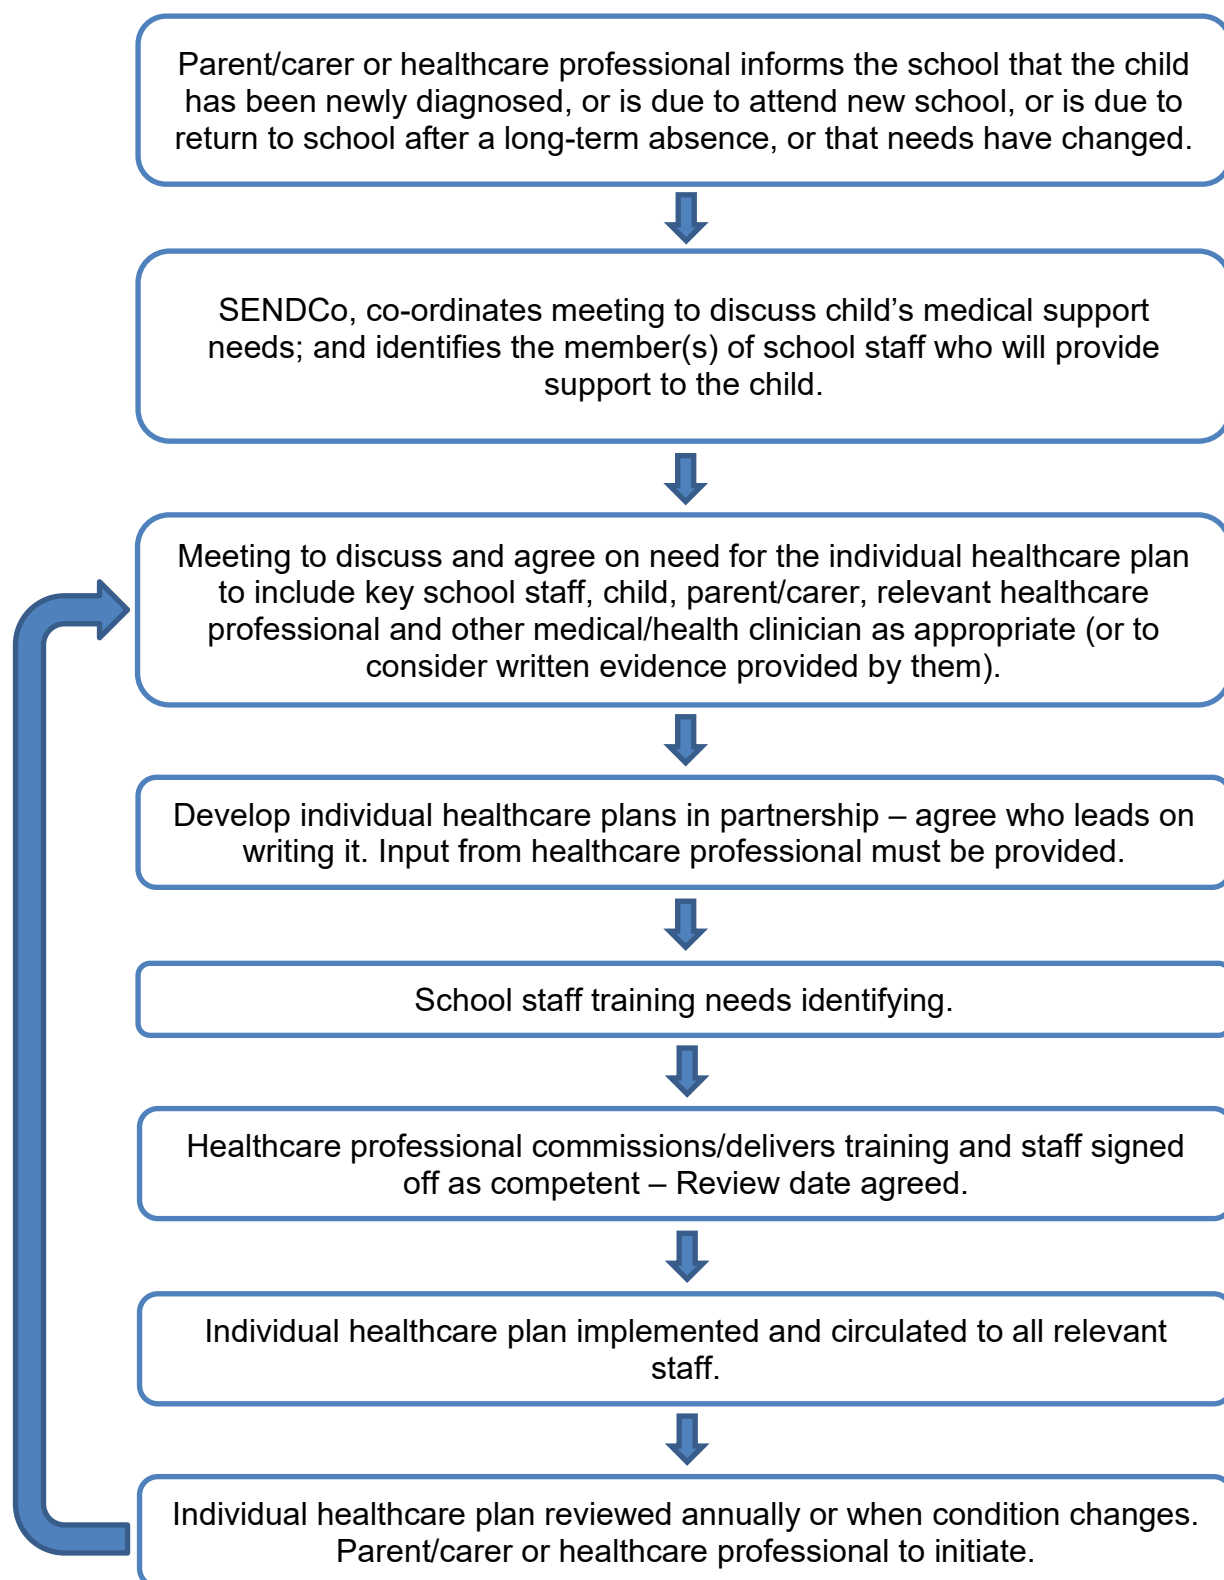 Parent/carer or healthcare professional informs the school that the child
has been newly diagnosed, or is due to attend new school, or is due to
return to school after a long-term absence, or that needs have changed.
SENDCo, co-ordinates meeting to discuss child’s medical support
needs; and identifies the member(s) of school staff who will provide
support to the child.
Meeting to discuss and agree on need for the individual healthcare plan
to include key school staff, child, parent/carer, relevant healthcare
professional and other medical/health clinician as appropriate (or to
consider written evidence provided by them).
Develop individual healthcare plans in partnership – agree who leads on
writing it. Input from healthcare professional must be provided.
School staff training needs identifying.
Healthcare professional commissions/delivers training and staff signed
off as competent – Review date agreed.
Individual healthcare plan implemented and circulated to all relevant
staff.
Individual healthcare plan reviewed annually or when condition changes.
Parent/carer or healthcare professional to initiate.